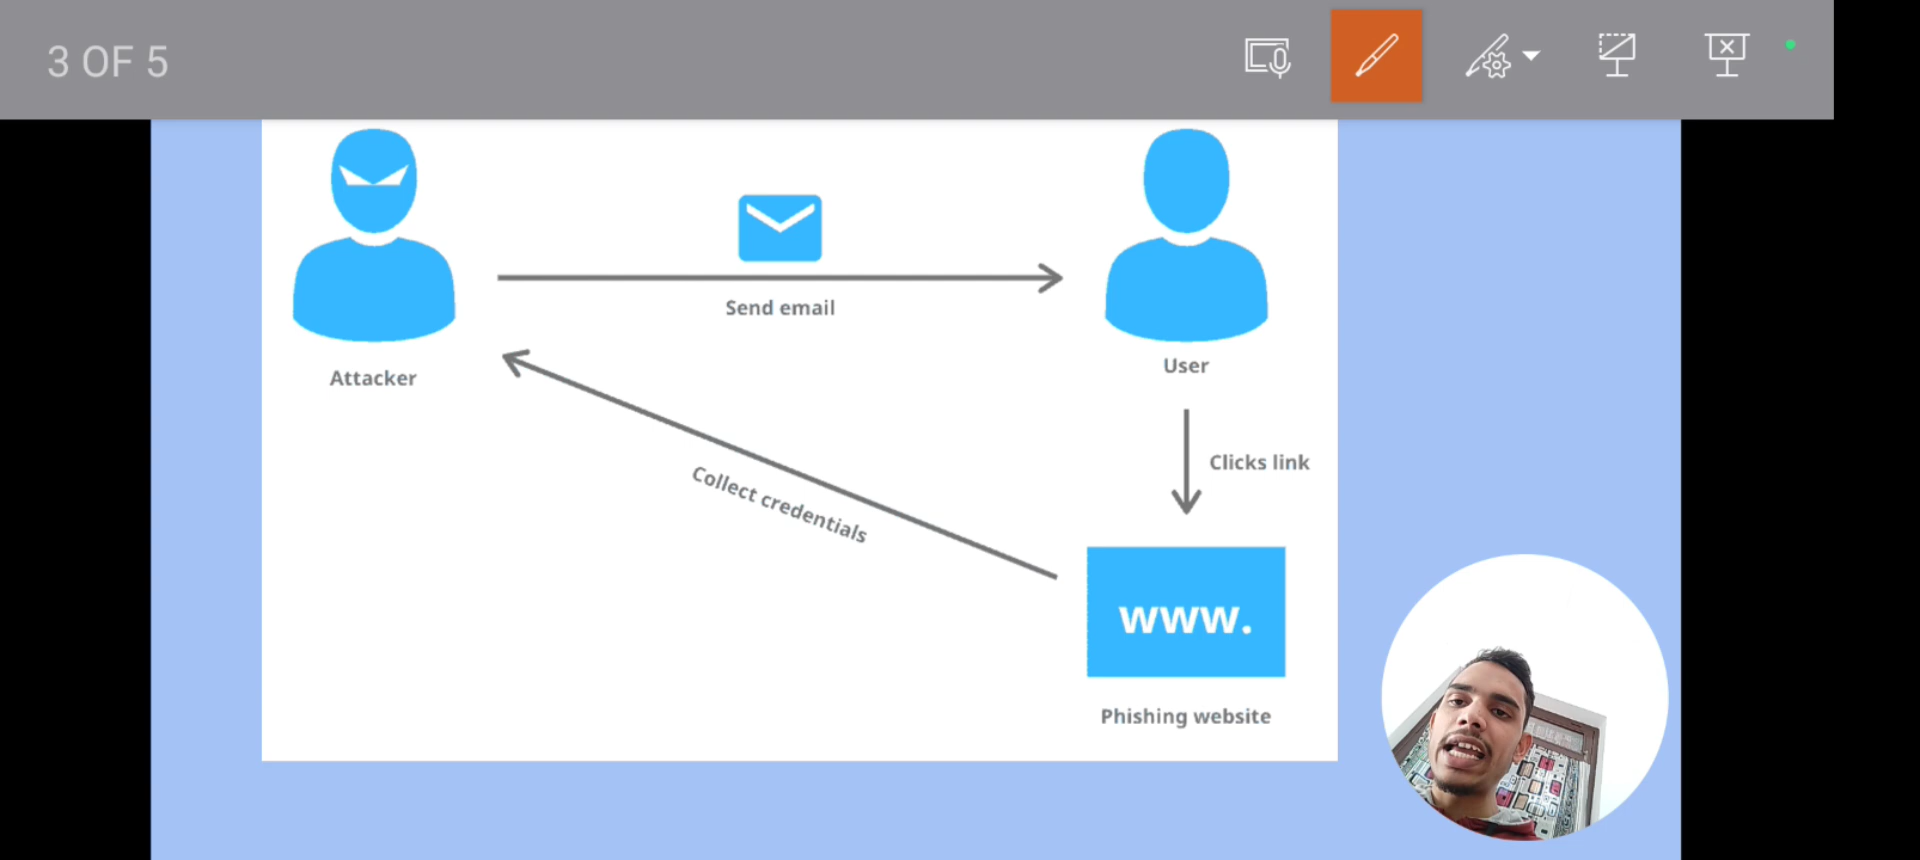 3 OF 5
Send email
Attacker
User
Clicks link
Collect credentials
www.
Phishing website